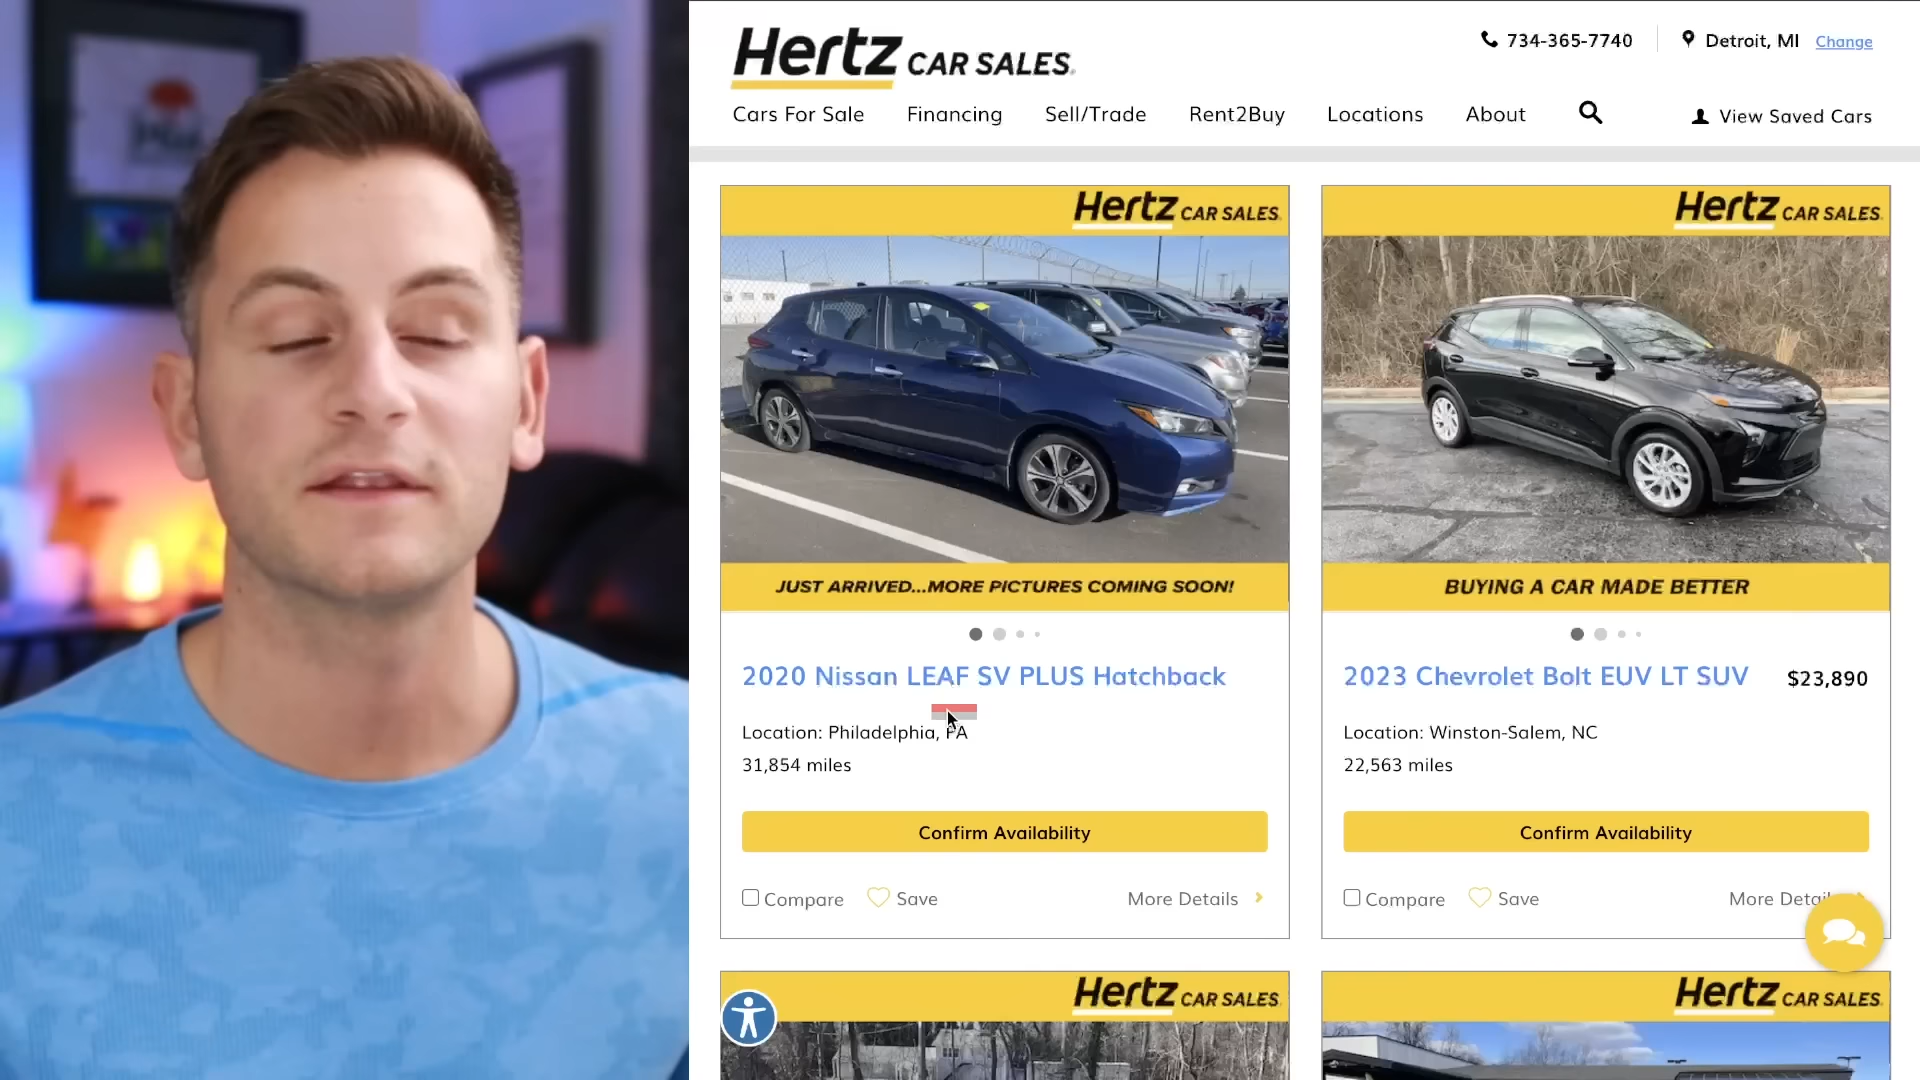 Hertz CAR SALES.
734-365-7740
Detroit, MI Change
Cars For Sale Financing Sell/Trade Rent2Buy Locations About
View Saved Cars
Hertz CAR SALES.
JUST ARRIVED...MORE PICTURES COMING SOON!
2020 Nissan LEAF SV PLUS Hatchback
Location: Philadelphia, PA
31,854 miles
Confirm Availability
Compare Save More Details
Hertz CAR SALES.
BUYING A CAR MADE BETTER
2023 Chevrolet Bolt EUV LT SUV $23,890
Location: Winston-Salem, NC
22,563 miles
Confirm Availability
Compare Save More
Hertz CAR SALES.
Hertz CAR SALES.